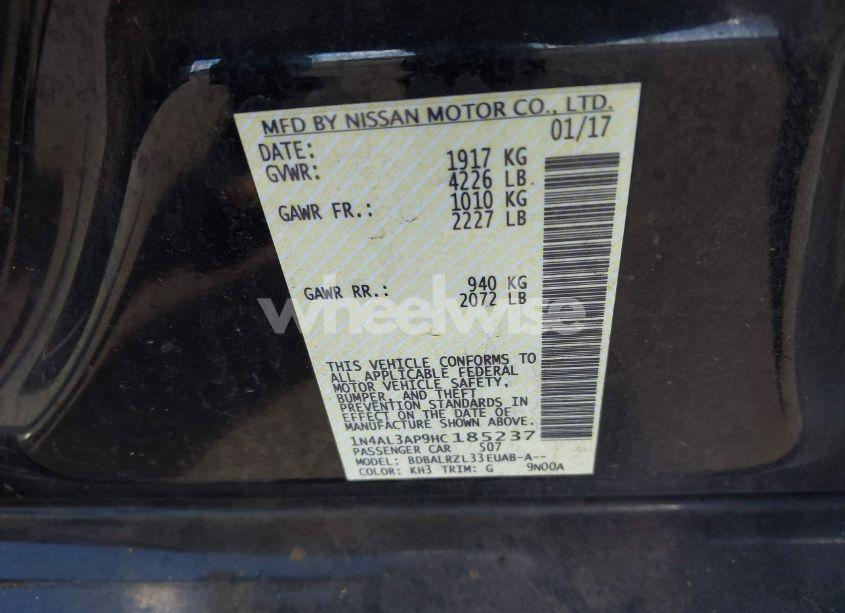 MFD BY NISSAN MOTOR CO., LTD.
DATE: 01/17
GVWR: 1917 KG
4226 LB
GAWR FR.: 1010 KG
2227 LB
GAWR RR.: 940 KG
2072 LB
wheelwise
THIS VEHICLE CONFORMS TO
ALL APPLICABLE FEDERAL
MOTOR VEHICLE SAFETY,
BUMPER, AND THEFT
PREVENTION STANDARDS IN
EFFECT ON THE DATE OF
MANUFACTURE SHOWN ABOVE.
1N4AL3AP9HC185237
PASSENGER CAR S07
MODEL: BDBALRZL33EUAB-A--
COLOR: KH3 TRIM: G 9N00A